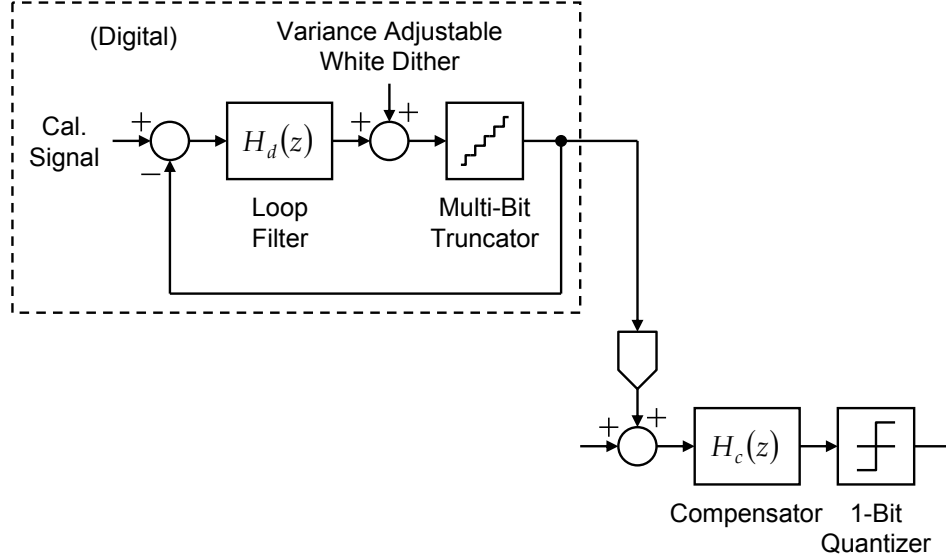 (Digital)
Variance Adjustable
White Dither
Cal.
Signal
+
−
H_d(z)
+
+
Loop
Filter
Multi-Bit
Truncator
+
+
H_c(z)
Compensator
1-Bit
Quantizer